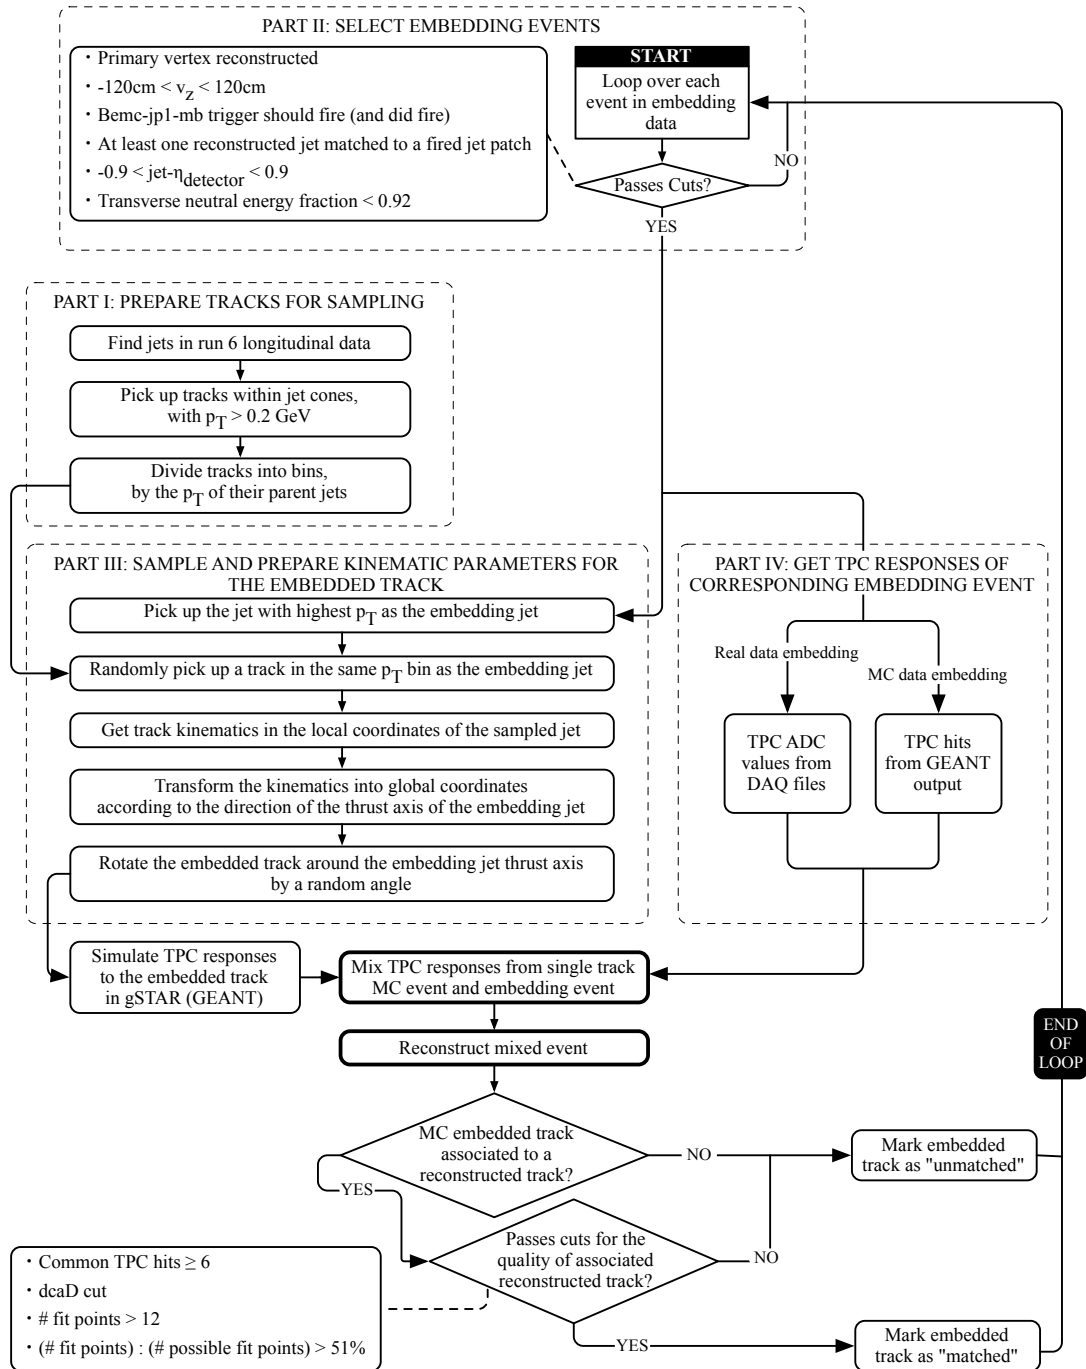 PART II: SELECT EMBEDDING EVENTS
· Primary vertex reconstructed
· -120cm < vz < 120cm
· Bemc-jp1-mb trigger should fire (and did fire)
· At least one reconstructed jet matched to a fired jet patch
· -0.9 < jet-ηdetector < 0.9
· Transverse neutral energy fraction < 0.92
START
Loop over each
event in embedding
data
NO
Passes Cuts?
YES
PART I: PREPARE TRACKS FOR SAMPLING
Find jets in run 6 longitudinal data
Pick up tracks within jet cones,
with pT > 0.2 GeV
Divide tracks into bins,
by the pT of their parent jets
PART III: SAMPLE AND PREPARE KINEMATIC PARAMETERS FOR
THE EMBEDDED TRACK
Pick up the jet with highest pT as the embedding jet
Randomly pick up a track in the same pT bin as the embedding jet
Get track kinematics in the local coordinates of the sampled jet
Transform the kinematics into global coordinates
according to the direction of the thrust axis of the embedding jet
Rotate the embedded track around the embedding jet thrust axis
by a random angle
PART IV: GET TPC RESPONSES OF
CORRESPONDING EMBEDDING EVENT
Real data embedding
MC data embedding
TPC ADC
values from
DAQ files
TPC hits
from GEANT
output
Simulate TPC responses
to the embedded track
in gSTAR (GEANT)
Mix TPC responses from single track
MC event and embedding event
Reconstruct mixed event
END
OF
LOOP
MC embedded track
associated to a
reconstructed track?
NO
YES
Mark embedded
track as "unmatched"
Passes cuts for the
quality of associated
reconstructed track?
NO
YES
Mark embedded
track as "matched"
· Common TPC hits ≥ 6
· dcaD cut
· # fit points > 12
· (# fit points) : (# possible fit points) > 51%